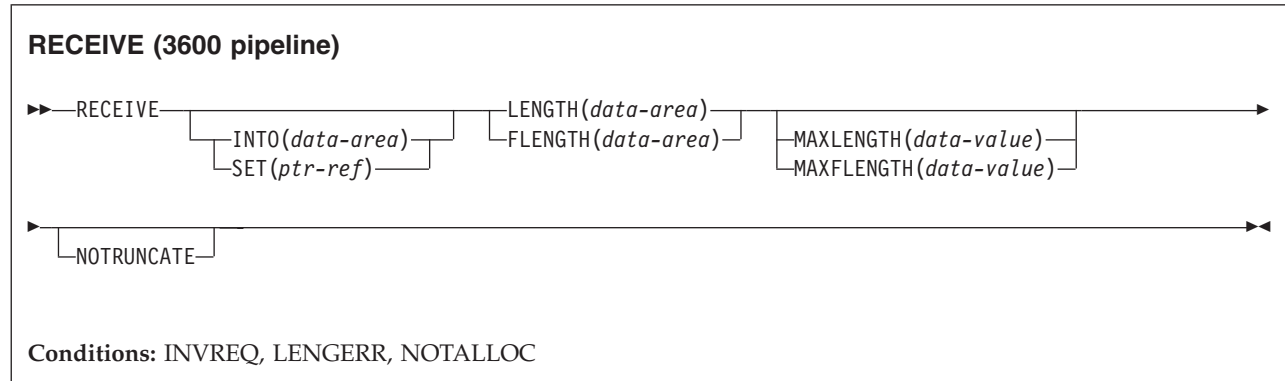 RECEIVE (3600 pipeline)
RECEIVE LENGTH(data-area)
INTO(data-area) FLENGTH(data-area) MAXLENGTH(data-value)
SET(ptr-ref) MAXFLENGTH(data-value)
NOTRUNCATE
Conditions: INVREQ, LENGERR, NOTALLOC